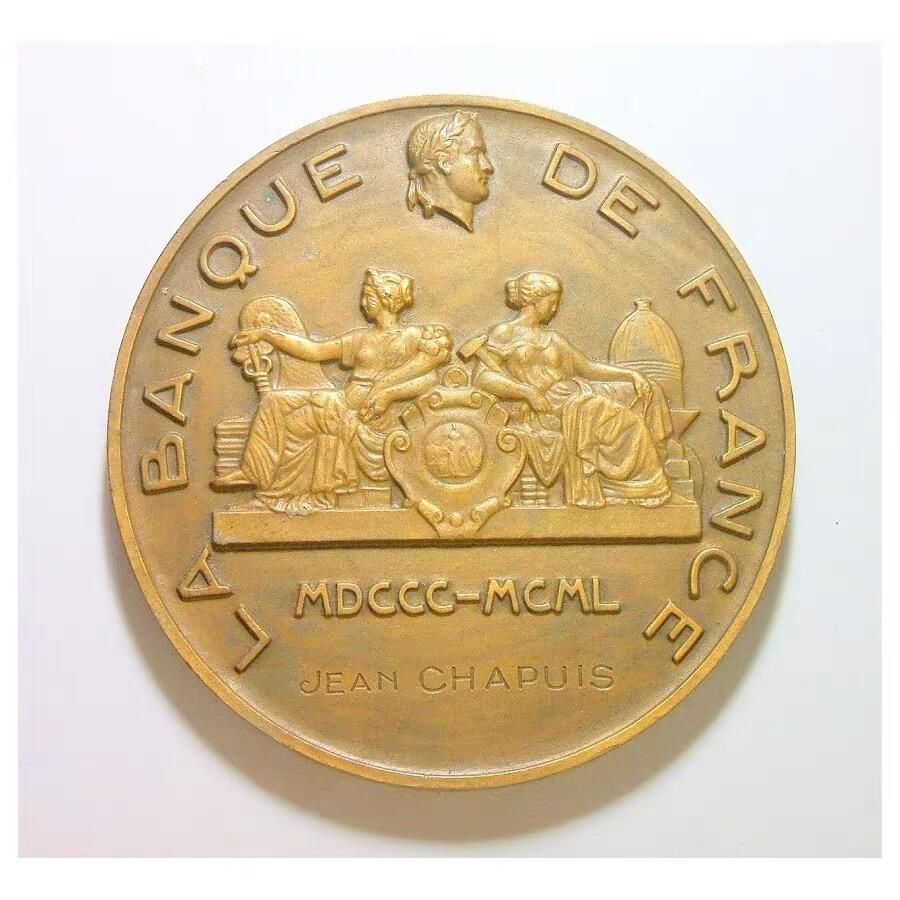 LA BANQUE DE FRANCE
MDCCC-MCML
JEAN CHAPUIS